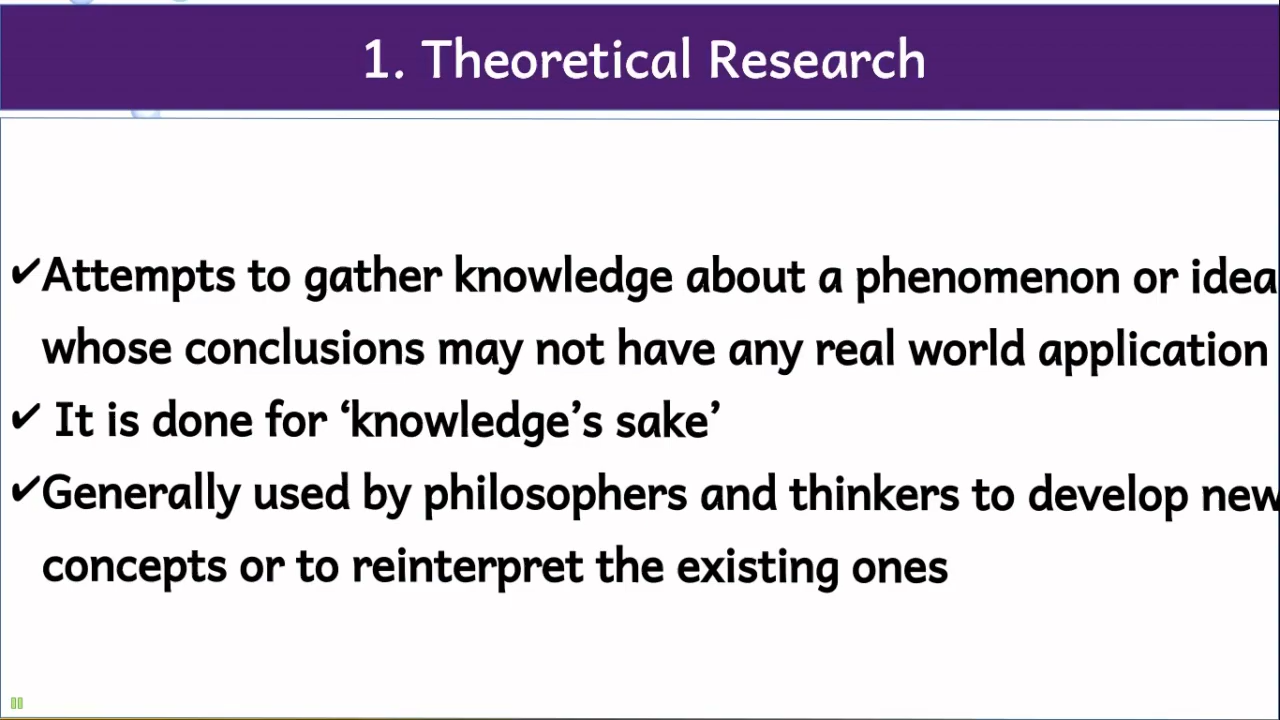 1. Theoretical Research
✔Attempts to gather knowledge about a phenomenon or idea
whose conclusions may not have any real world application
✔ It is done for ‘knowledge’s sake’
✔Generally used by philosophers and thinkers to develop new
concepts or to reinterpret the existing ones